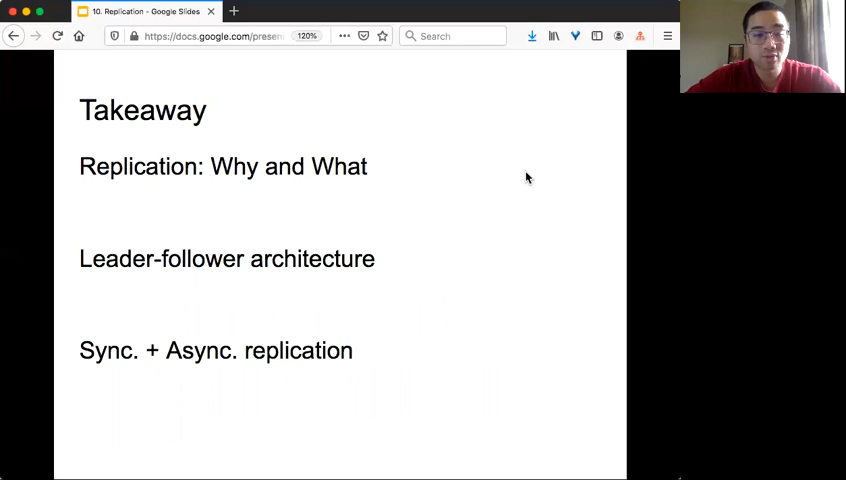 10. Replication - Google Slides
https://docs.google.com/presen
120%
Search
Takeaway
Replication: Why and What
Leader-follower architecture
Sync. + Async. replication